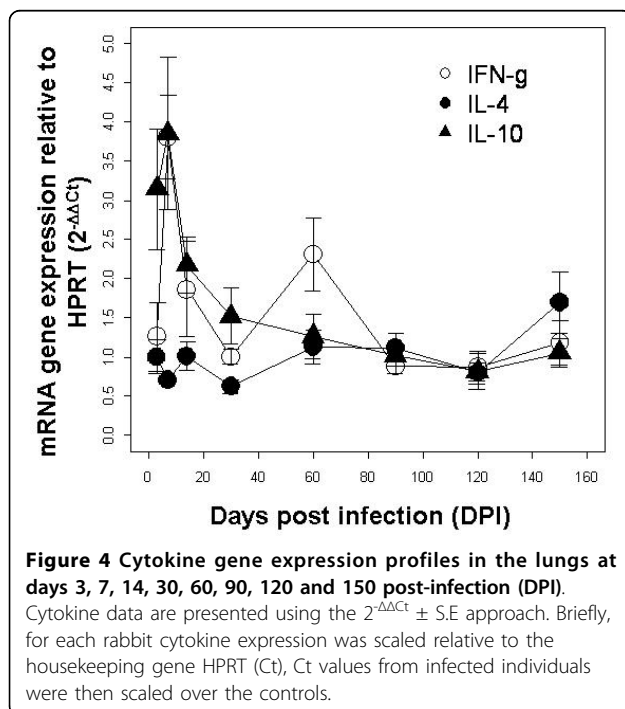 mRNA gene expression relative to
HPRT (2-ΔΔCt)
5.0
4.5
4.0
3.5
3.0
2.5
2.0
1.5
1.0
0.5
0.0
IFN-g
IL-4
IL-10
0 20 40 60 80 100 120 140 160
Days post infection (DPI)
Figure 4 Cytokine gene expression profiles in the lungs at
days 3, 7, 14, 30, 60, 90, 120 and 150 post-infection (DPI).
Cytokine data are presented using the 2-ΔΔCt ± S.E approach. Briefly,
for each rabbit cytokine expression was scaled relative to the
housekeeping gene HPRT (Ct), Ct values from infected individuals
were then scaled over the controls.